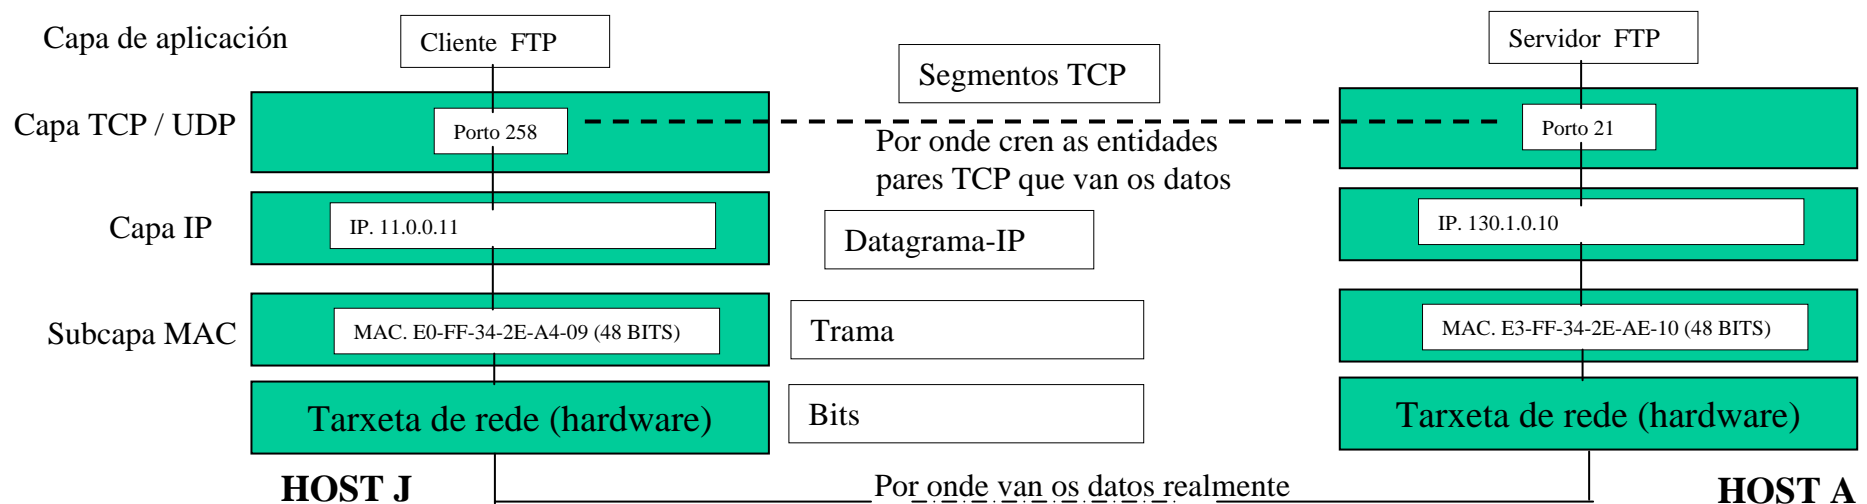 Capa de aplicación
Cliente FTP
Servidor FTP
Segmentos TCP
Capa TCP / UDP
Porto 258
Porto 21
Por onde cren as entidades
pares TCP que van os datos
Capa IP
IP. 11.0.0.11
Datagrama-IP
IP. 130.1.0.10
Subcapa MAC
MAC. E0-FF-34-2E-A4-09 (48 BITS)
Trama
MAC. E3-FF-34-2E-AE-10 (48 BITS)
Tarxeta de rede (hardware)
Bits
Tarxeta de rede (hardware)
HOST J
Por onde van os datos realmente
HOST A